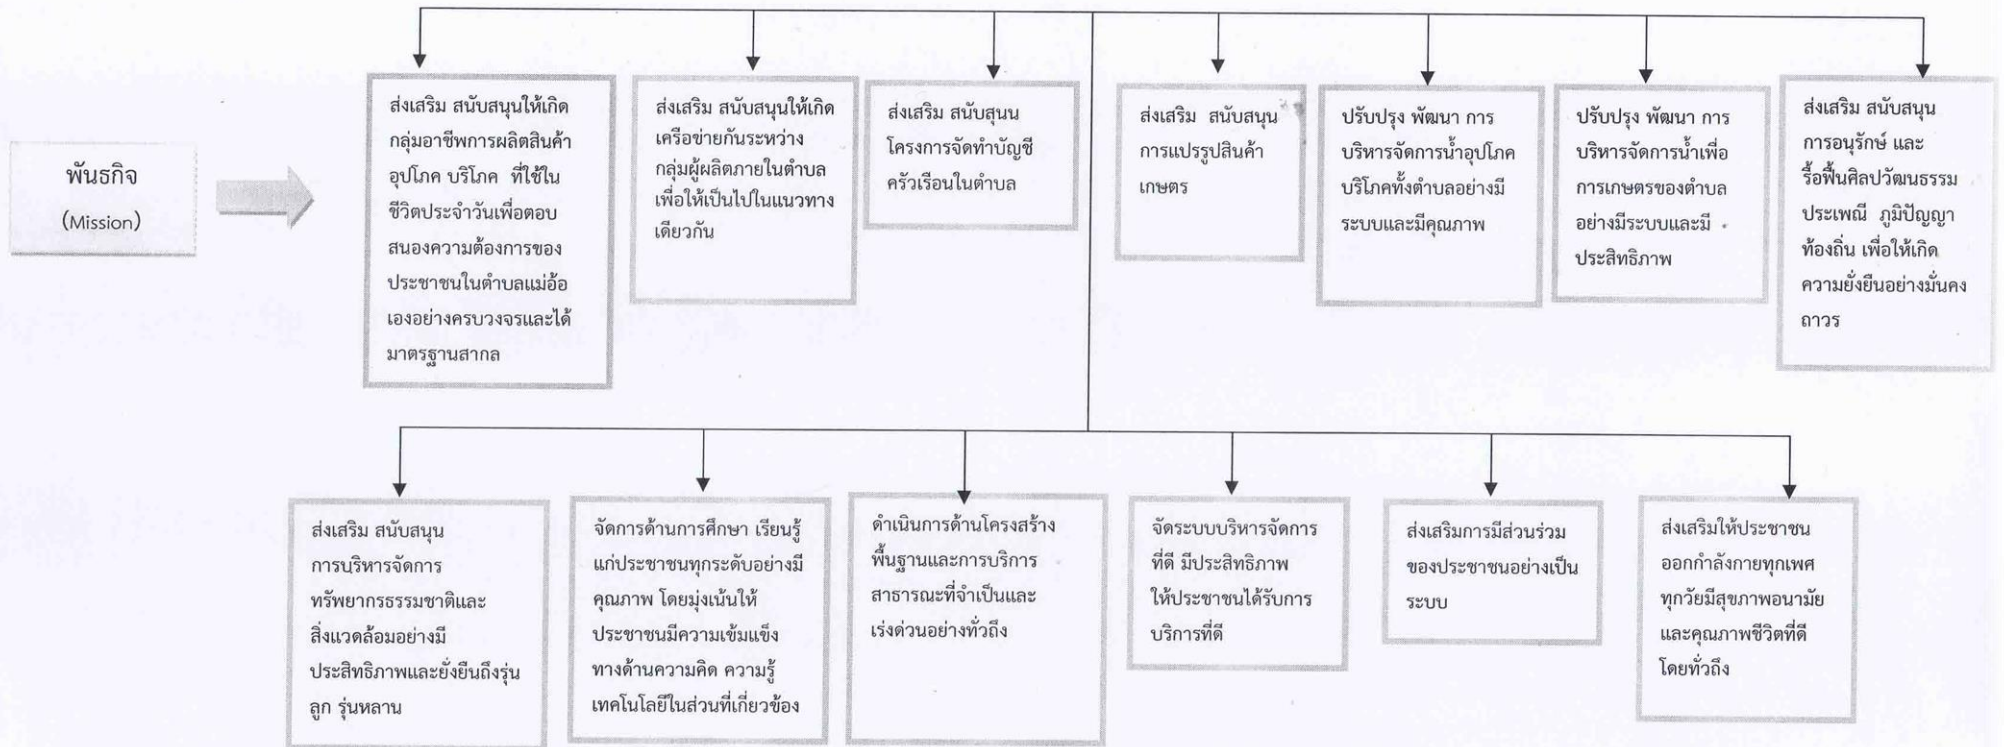 พันธกิจ
(Mission)
ส่งเสริม สนับสนุนให้เกิด
กลุ่มอาชีพการผลิตสินค้า
อุปโภค บริโภค ที่ใช้ใน
ชีวิตประจำวันเพื่อตอบ
สนองความต้องการของ
ประชาชนในตำบลแม่อ้อ
เองอย่างครบวงจรและได้
มาตรฐานสากล
ส่งเสริม สนับสนุนให้เกิด
เครือข่ายกันระหว่าง
กลุ่มผู้ผลิตภายในตำบล
เพื่อให้เป็นไปในแนวทาง
เดียวกัน
ส่งเสริม สนับสุนน
โครงการจัดทำบัญชี
ครัวเรือนในตำบล
ส่งเสริม สนับสนุน
การแปรรูปสินค้า
เกษตร
ปรับปรุง พัฒนา การ
บริหารจัดการน้ำอุปโภค
บริโภคทั้งตำบลอย่างมี
ระบบและมีคุณภาพ
ปรับปรุง พัฒนา การ
บริหารจัดการน้ำเพื่อ
การเกษตรของตำบล
อย่างมีระบบและมี
ประสิทธิภาพ
ส่งเสริม สนับสนุน
การอนุรักษ์ และ
รื้อฟื้นศิลปวัฒนธรรม
ประเพณี ภูมิปัญญา
ท้องถิ่น เพื่อให้เกิด
ความยั่งยืนอย่างมั่นคง
ถาวร
ส่งเสริม สนับสนุน
การบริหารจัดการ
ทรัพยากรธรรมชาติและ
สิ่งแวดล้อมอย่างมี
ประสิทธิภาพและยั่งยืนถึงรุ่น
ลูก รุ่นหลาน
จัดการด้านการศึกษา เรียนรู้
แก่ประชาชนทุกระดับอย่างมี
คุณภาพ โดยมุ่งเน้นให้
ประชาชนมีความเข้มแข็ง
ทางด้านความคิด ความรู้
เทคโนโลยีในส่วนที่เกี่ยวข้อง
ดำเนินการด้านโครงสร้าง
พื้นฐานและการบริการ
สาธารณะที่จำเป็นและ
เร่งด่วนอย่างทั่วถึง
จัดระบบบริหารจัดการ
ที่ดี มีประสิทธิภาพ
ให้ประชาชนได้รับการ
บริการที่ดี
ส่งเสริมการมีส่วนร่วม
ของประชาชนอย่างเป็น
ระบบ
ส่งเสริมให้ประชาชน
ออกกำลังกายทุกเพศ
ทุกวัยมีสุขภาพอนามัย
และคุณภาพชีวิตที่ดี
โดยทั่วถึง